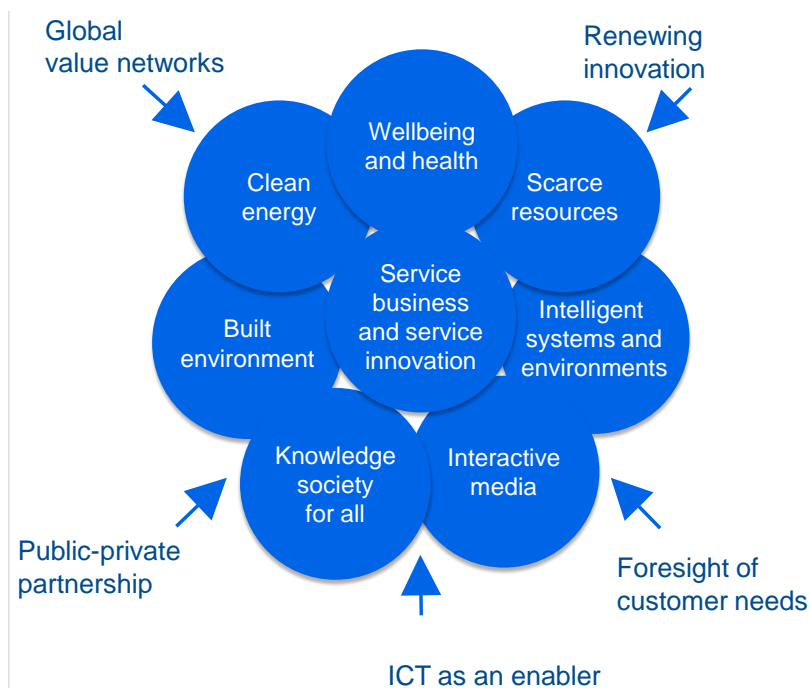 Global
value networks
Renewing
innovation
Wellbeing
and health
Clean
energy
Scarce
resources
Service
business
and service
innovation
Built
environment
Intelligent
systems and
environments
Knowledge
society
for all
Interactive
media
Public-private
partnership
Foresight of
customer needs
ICT as an enabler